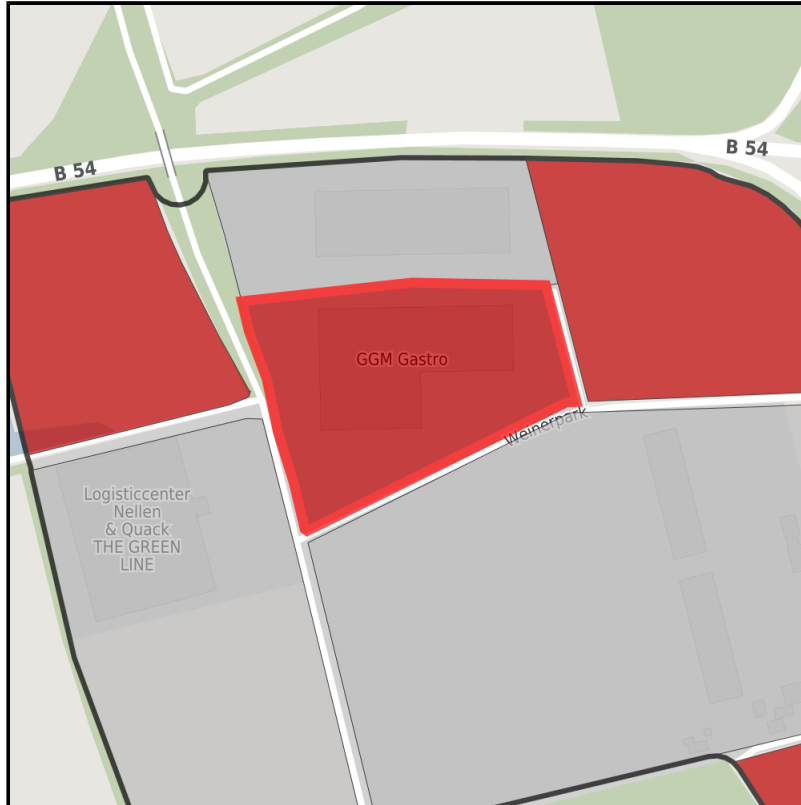 B 54
B 54
GGM Gastro
Weinerpark
Logisticcenter
Nellen
& Quack
THE GREEN
LINE